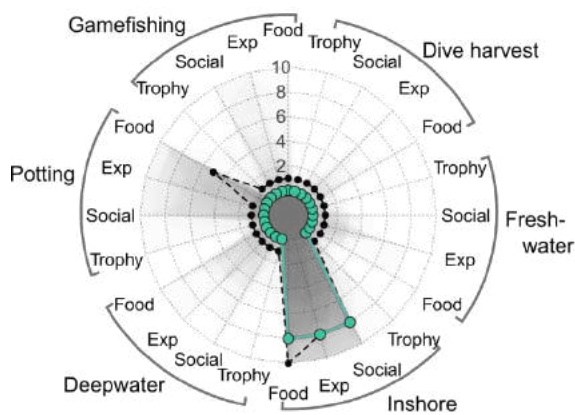 Gamefishing
Food
Exp
Social
Trophy
Trophy
Social
Exp
Food
Dive harvest
10
8
6
4
2
Food
Exp
Social
Trophy
Potting
Trophy
Social
Exp
Food
Fresh-
water
Food
Exp
Social
Trophy
Deepwater
Trophy
Social
Exp
Food
Inshore